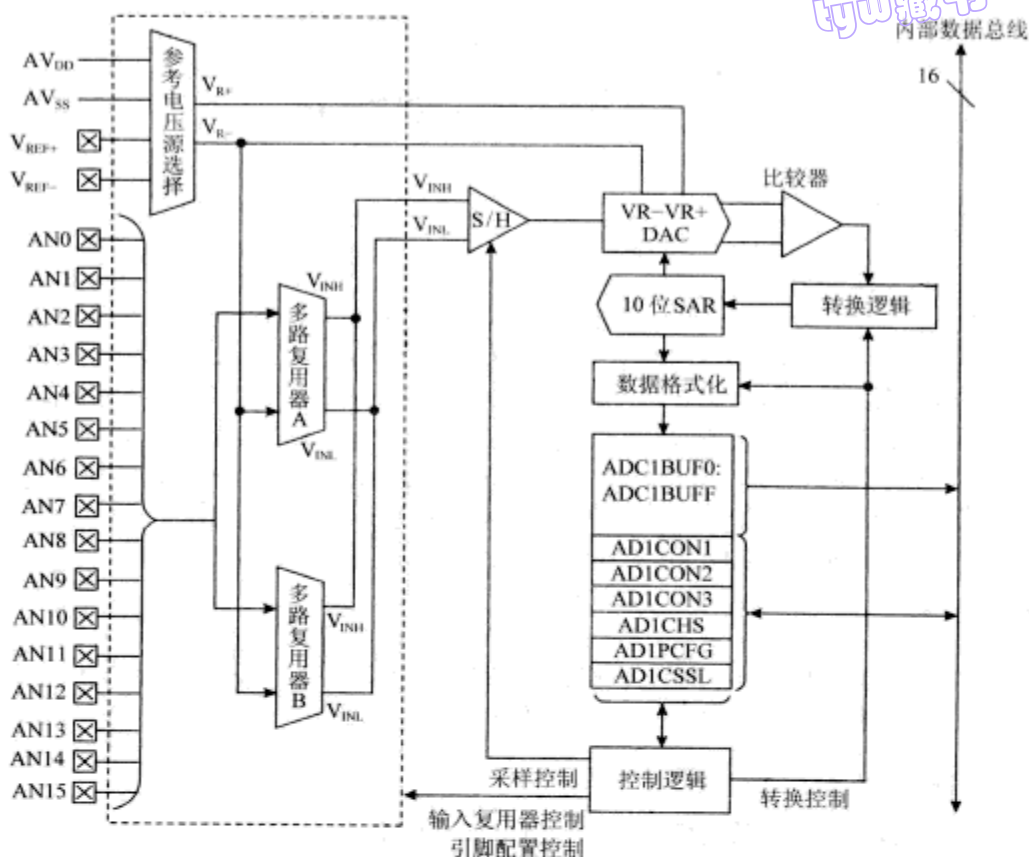 tyw藏书
内部数据总线
16
AVDD
AVSS
VREF+
VREF-
参考电压源选择
VR+
VR-
AN0
AN1
AN2
AN3
AN4
AN5
AN6
AN7
AN8
AN9
AN10
AN11
AN12
AN13
AN14
AN15
多路复用器A
VINH
VINL
多路复用器B
VINH
VINL
VINH
VINL
S/H
VR-VR+
DAC
比较器
10位SAR
转换逻辑
数据格式化
ADC1BUF0:
ADC1BUFF
AD1CON1
AD1CON2
AD1CON3
AD1CHS
AD1PCFG
AD1CSSL
控制逻辑
采样控制
转换控制
输入复用器控制
引脚配置控制